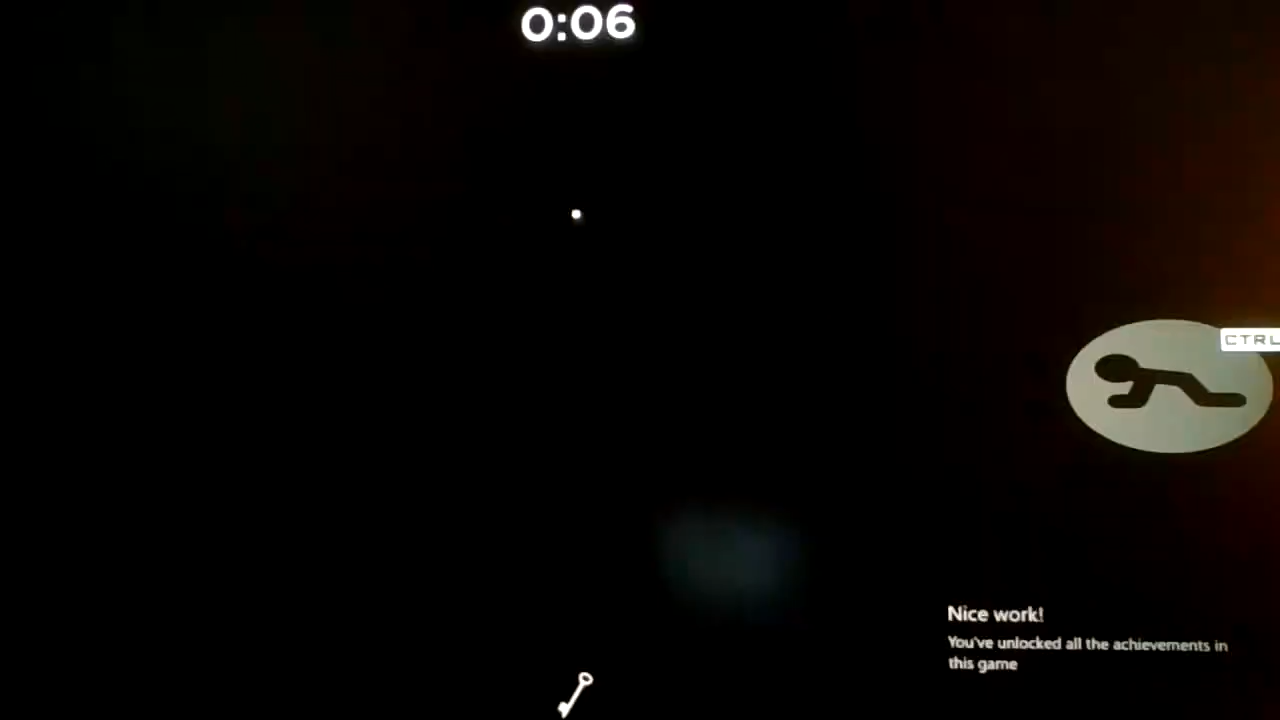 0:06
CTRL
Nice work!
You've unlocked all the achievements in
this game